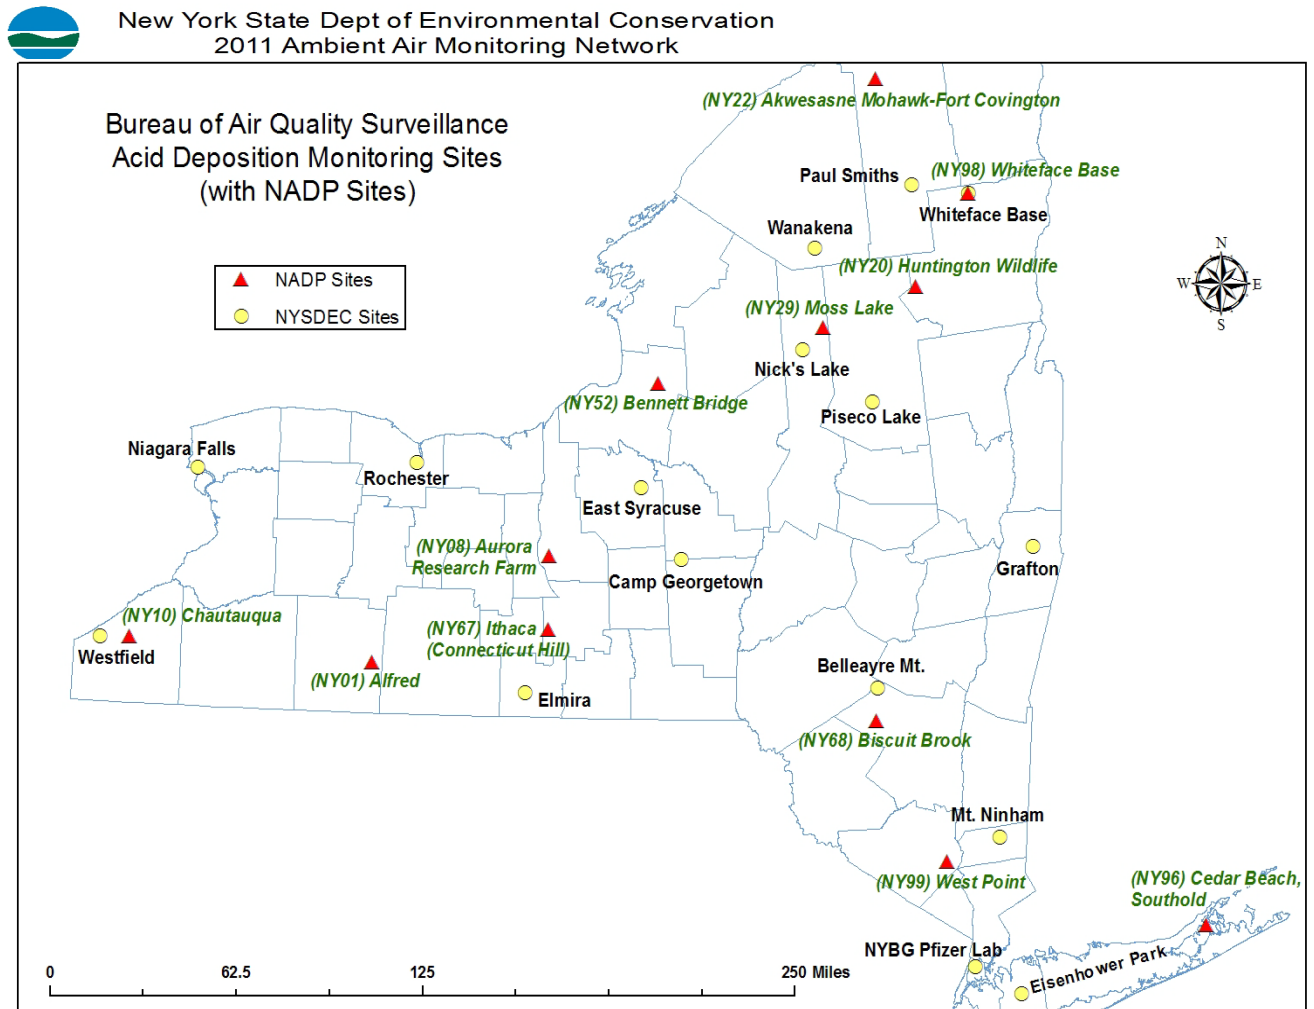 New York State Dept of Environmental Conservation
2011 Ambient Air Monitoring Network
Bureau of Air Quality Surveillance
Acid Deposition Monitoring Sites
(with NADP Sites)
NADP Sites
NYSDEC Sites
(NY22) Akwesasne Mohawk-Fort Covington
Paul Smiths
(NY98) Whiteface Base
Whiteface Base
Wanakena
(NY20) Huntington Wildlife
N
W
E
S
(NY29) Moss Lake
Nick's Lake
(NY52) Bennett Bridge
Piseco Lake
Niagara Falls
Rochester
East Syracuse
(NY08) Aurora
Research Farm
Camp Georgetown
Grafton
(NY10) Chautauqua
Westfield
(NY67) Ithaca
(Connecticut Hill)
(NY01) Alfred
Elmira
Belleayre Mt.
(NY68) Biscuit Brook
Mt. Ninham
(NY99) West Point
(NY96) Cedar Beach,
Southold
NYBG Pfizer Lab
Eisenhower Park
0
62.5
125
250 Miles